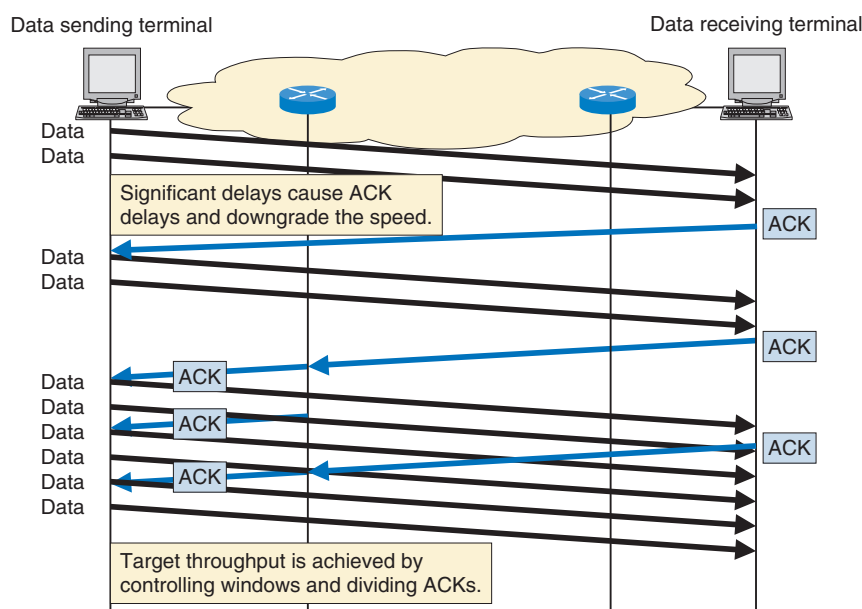 Data sending terminal
Data receiving terminal
Data
Data
Significant delays cause ACK
delays and downgrade the speed.
ACK
Data
Data
ACK
ACK
Data
Data
ACK
Data
ACK
Data
ACK
Data
Data
Target throughput is achieved by
controlling windows and dividing ACKs.